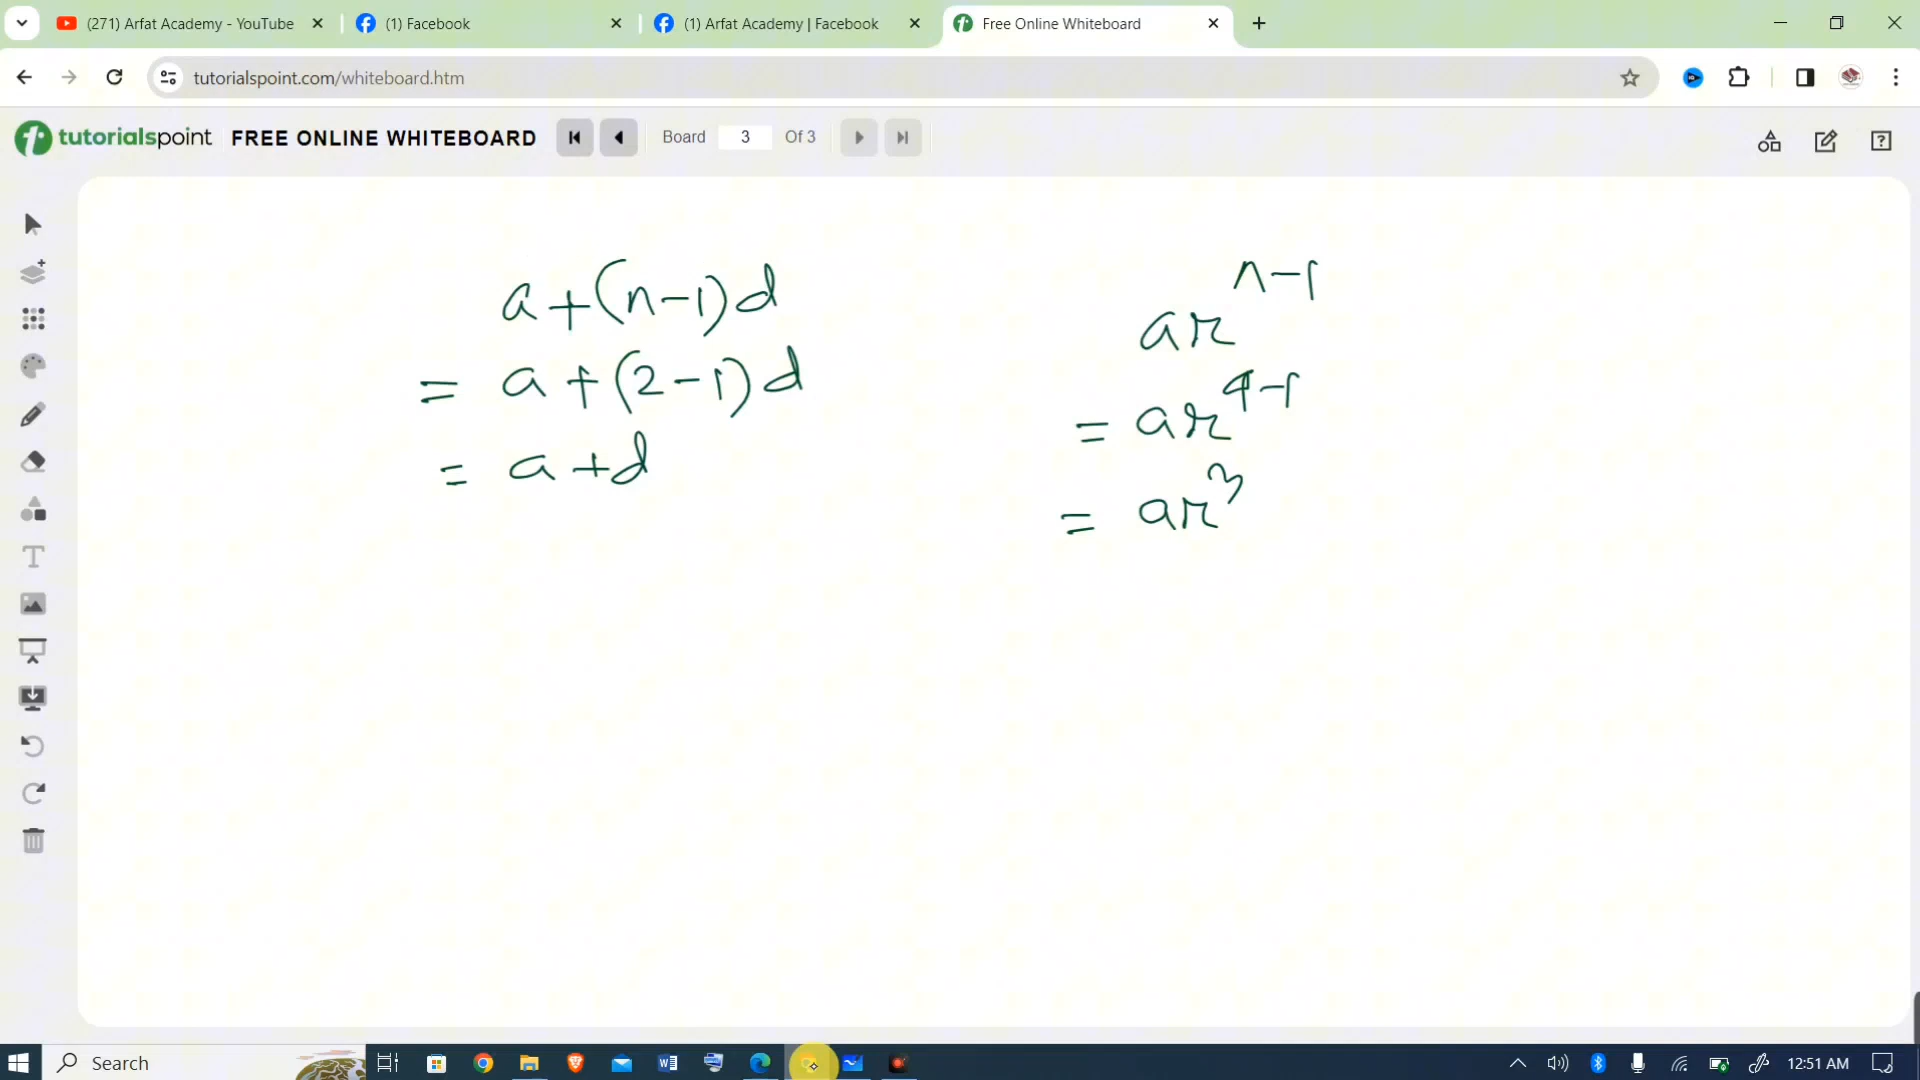 (271) Arfat Academy - YouTube
(1) Facebook
(1) Arfat Academy | Facebook
Free Online Whiteboard
tutorialspoint.com/whiteboard.htm
tutorialspoint FREE ONLINE WHITEBOARD Board 3 Of 3
a+(n-1)d
= a+(2-1)d
= a+d
ar^{n-1}
= ar^{4-1}
= ar^3
Search
12:51 AM